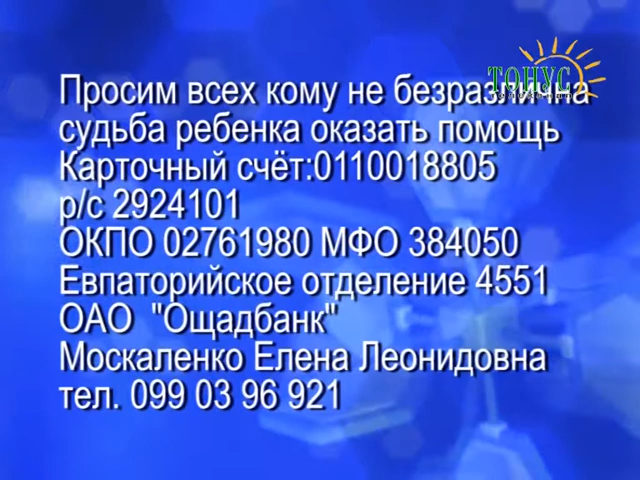 ТОНУС
Просим всех кому не безразлична
судьба ребенка оказать помощь
Карточный счёт:0110018805
р/с 2924101
ОКПО 02761980 МФО 384050
Евпаторийское отделение 4551
ОАО "Ощадбанк"
Москаленко Елена Леонидовна
тел. 099 03 96 921